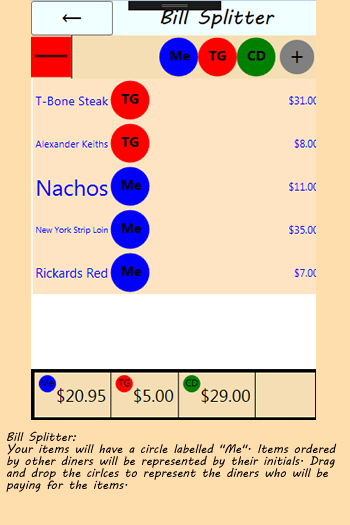 ← Bill Splitter
Me TG CD +
T-Bone Steak TG $31.00
Alexander Keiths TG $8.00
Nachos Me $11.00
New York Strip Loin Me $35.00
Rickards Red Me $7.00
Me $20.95 TG $5.00 CD $29.00
Bill Splitter:
Your items will have a circle labelled "Me". Items ordered
by other diners will be represented by their initials. Drag
and drop the cirlces to represent the diners who will be
paying for the items.